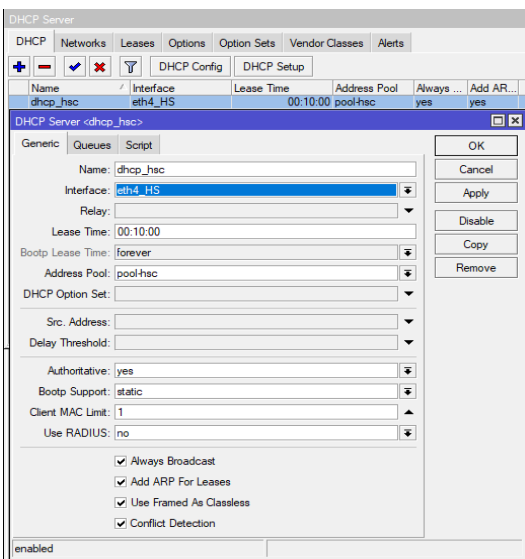 DHCP Server
DHCP Networks Leases Options Option Sets Vendor Classes Alerts
DHCP Config DHCP Setup
Name / Interface Lease Time Address Pool Always ... Add AR...
dhcp_hsc eth4_HS 00:10:00 pool-hsc yes yes
DHCP Server <dhcp_hsc>
Generic Queues Script
OK
Name: dhcp_hsc
Cancel
Interface: eth4_HS
Apply
Relay:
Disable
Lease Time: 00:10:00
Copy
Bootp Lease Time: forever
Remove
Address Pool: pool-hsc
DHCP Option Set:
Src. Address:
Delay Threshold:
Authoritative: yes
Bootp Support: static
Client MAC Limit: 1
Use RADIUS: no
Always Broadcast
Add ARP For Leases
Use Framed As Classless
Conflict Detection
enabled